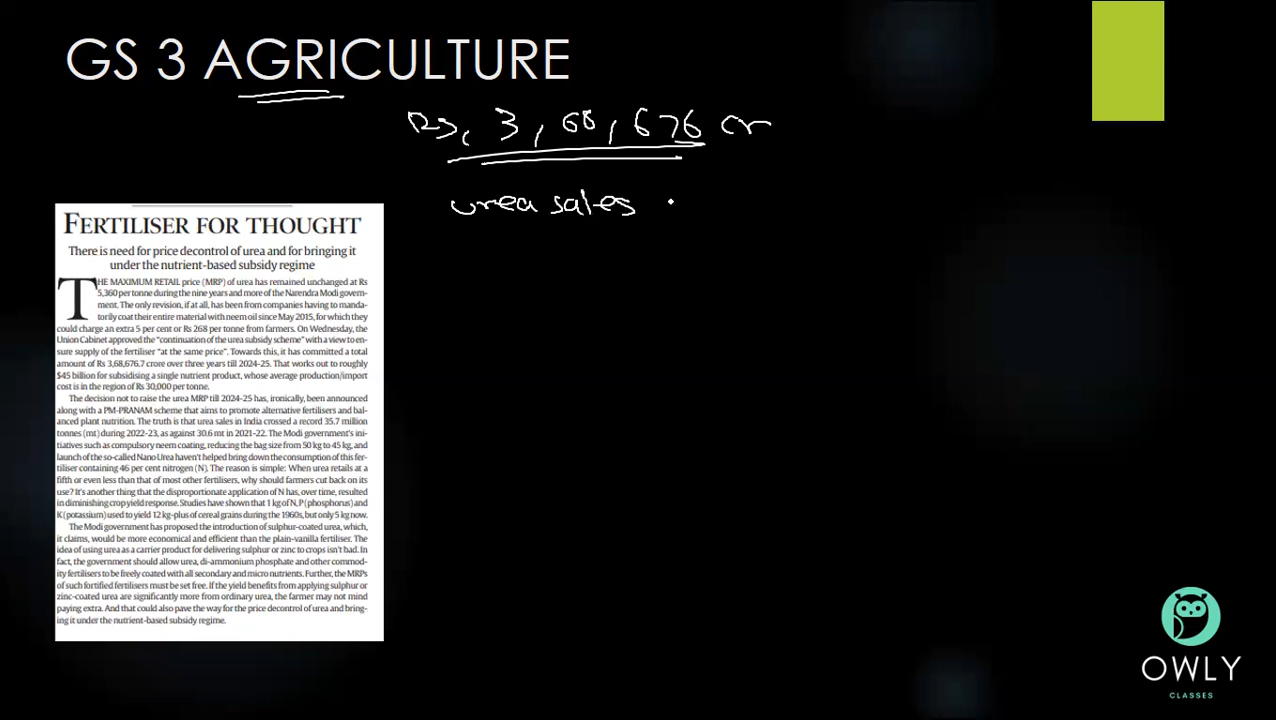 GS 3 AGRICULTURE
Rs, 3,68,676 cr
urea sales
FERTILISER FOR THOUGHT
There is need for price decontrol of urea and for bringing it
under the nutrient-based subsidy regime
THE MAXIMUM RETAIL price (MRP) of urea has remained unchanged at Rs
5,360 per tonne during the nine years and more of the Narendra Modi govern-
ment. The only revision, if at all, has been from companies having to manda-
torily coat their entire material with neem oil since May 2015, for which they
could charge an extra 5 per cent or Rs 268 per tonne from farmers. On Wednesday, the
Union Cabinet approved the "continuation of the urea subsidy scheme" with a view to en-
sure supply of the fertiliser "at the same price". Towards this, it has committed a total
amount of Rs 3,68,676.7 crore over three years till 2024-25. That works out to roughly
$45 billion for subsidising a single nutrient product, whose average production/import
cost is in the region of Rs 30,000 per tonne.
The decision not to raise the urea MRP till 2024-25 has, ironically, been announced
along with a PM-PRANAM scheme that aims to promote alternative fertilisers and bal-
anced plant nutrition. The truth is that urea sales in India crossed a record 35.7 million
tonnes (mt) during 2022-23, as against 30.6 mt in 2021-22. The Modi government's ini-
tiatives such as compulsory neem coating, reducing the bag size from 50 kg to 45 kg, and
launch of the so-called Nano Urea haven't helped bring down the consumption of this fer-
tiliser containing 46 per cent nitrogen (N). The reason is simple: When urea retails at a
fifth or even less than that of most other fertilisers, why should farmers cut back on its
use? It's another thing that the disproportionate application of N has, over time, resulted
in diminishing crop yield response. Studies have shown that 1 kg of N, P (phosphorus) and
K (potassium) used to yield 12 kg-plus of cereal grains during the 1960s, but only 5 kg now.
The Modi government has proposed the introduction of sulphur-coated urea, which,
it claims, would be more economical and efficient than the plain-vanilla fertiliser. The
idea of using urea as a carrier product for delivering sulphur or zinc to crops isn't bad. In
fact, the government should allow urea, di-ammonium phosphate and other commod-
ity fertilisers to be freely coated with all secondary and micro nutrients. Further, the MRPs
of such fortified fertilisers must be set free. If the yield benefits from applying sulphur or
zinc-coated urea are significantly more from ordinary urea, the farmer may not mind
paying extra. And that could also pave the way for the price decontrol of urea and bring-
ing it under the nutrient-based subsidy regime.
OWLY
CLASSES